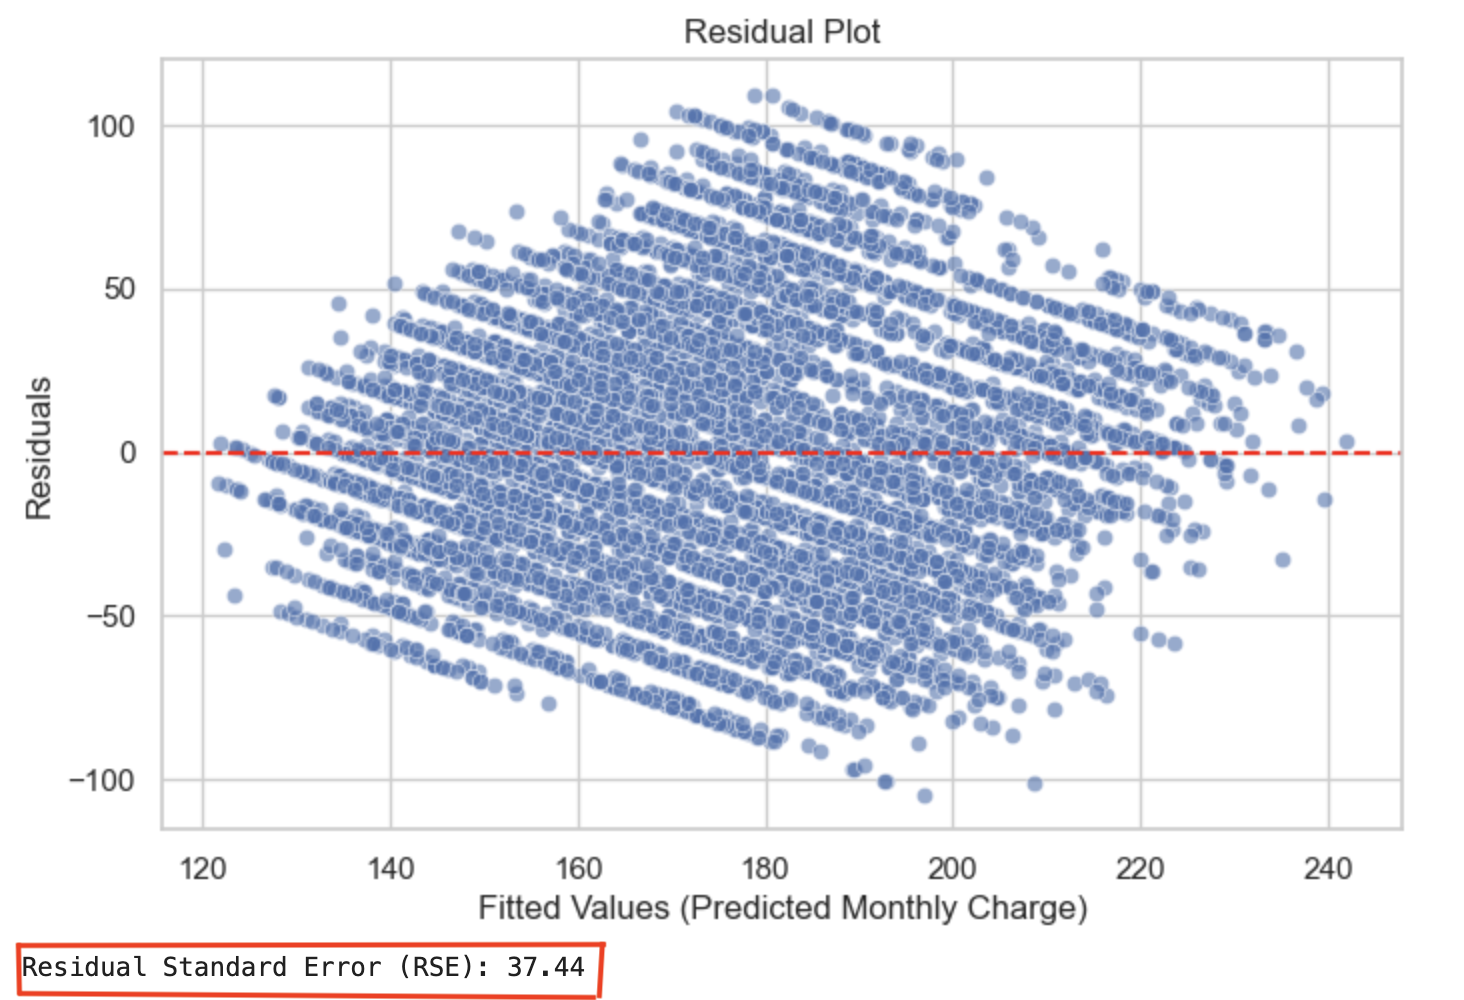 Residual Plot
100
50
0
−50
−100
Residuals
120 140 160 180 200 220 240
Fitted Values (Predicted Monthly Charge)
Residual Standard Error (RSE): 37.44